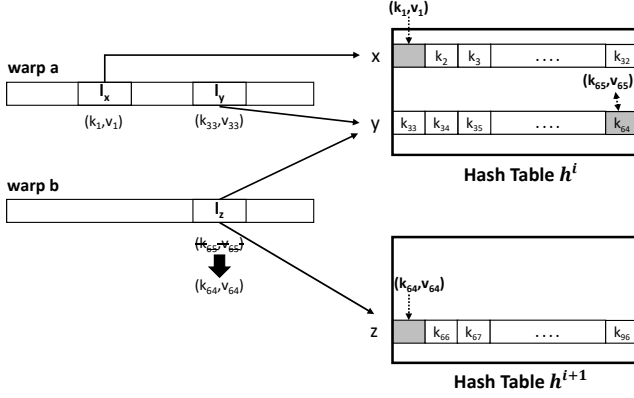 (k1,v1)
warp a
x
k2
k3
....
k32
lx
ly
(k65,v65)
(k1,v1)
(k33,v33)
y
k33
k34
k35
....
k64
Hash Table h^i
warp b
lz
(k65,v65)
(k64,v64)
(k64,v64)
z
k66
k67
....
k96
Hash Table h^i+1